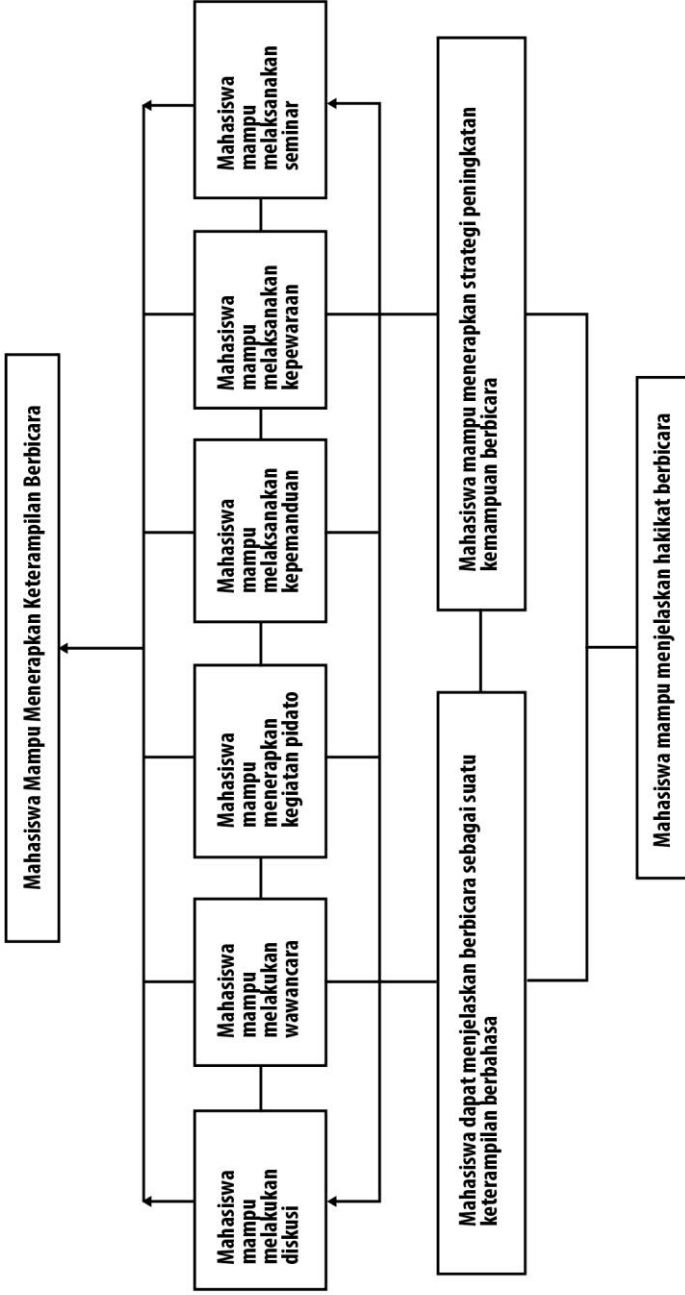 Mahasiswa Mampu Menerapkan Keterampilan Berbicara
Mahasiswa
mampu
melakukan
diskusi
Mahasiswa
mampu
melakukan
wawancara
Mahasiswa
mampu
menerapkan
kegiatan pidato
Mahasiswa
mampu
melaksanakan
kepemanduan
Mahasiswa
mampu
melaksanakan
kepewaraan
Mahasiswa
mampu
melaksanakan
seminar
Mahasiswa dapat menjelaskan berbicara sebagai suatu
keterampilan berbahasa
Mahasiswa mampu menerapkan strategi peningkatan
kemampuan berbicara
Mahasiswa mampu menjelaskan hakikat berbicara